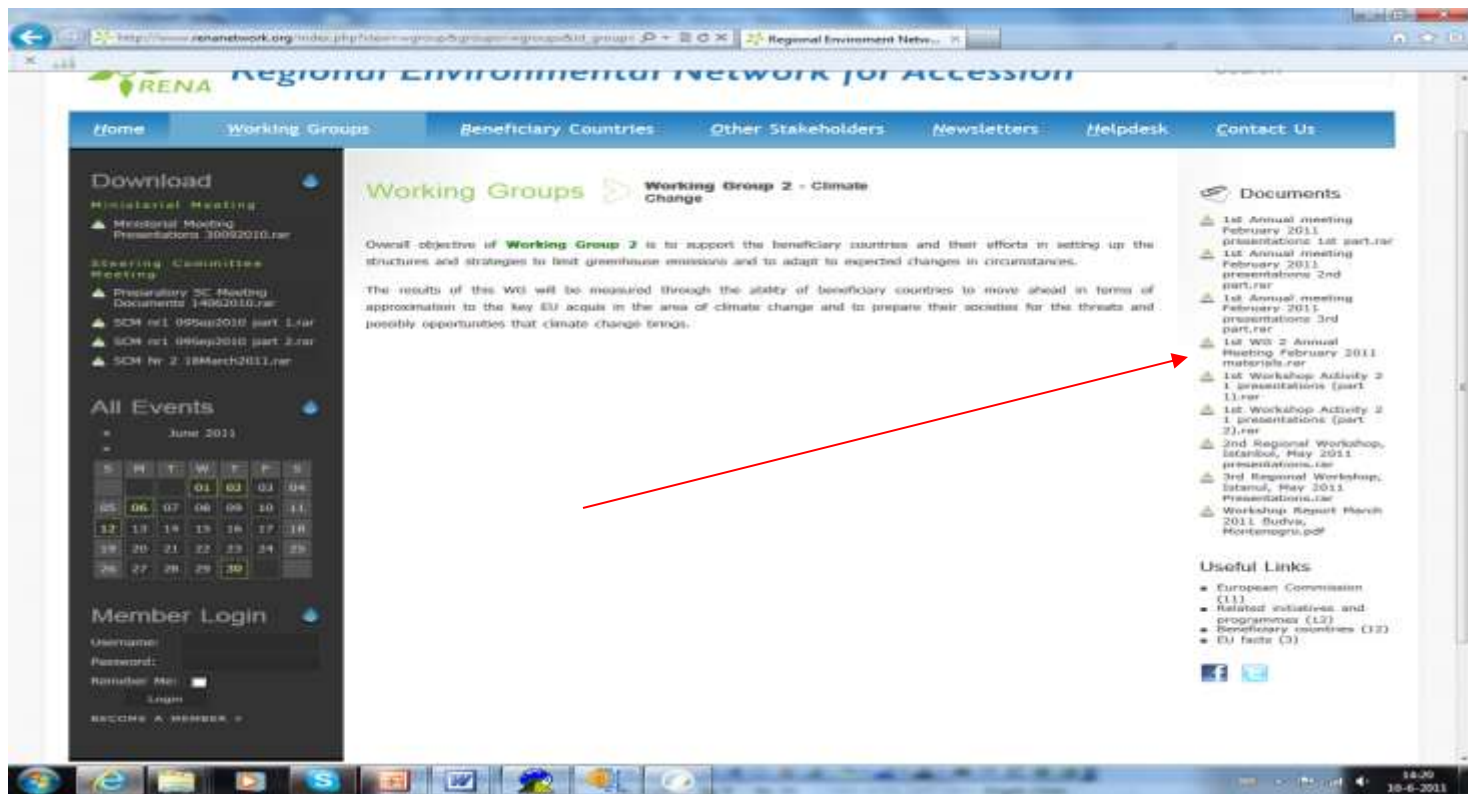 renanetwork.org
Regional Enviroment Netw...
RENA
Regional Environmental Network for Accession
Home
Working Groups
Beneficiary Countries
Other Stakeholders
Newsletters
Helpdesk
Contact Us
Download
Ministerial Meeting
Ministerial Meeting
Presentations 30092010.rar
Steering Committee
Meeting
Preparatory SC Meeting
Documents 14062010.rar
SCM nr1 09Sep2010 part 1.rar
SCM nr1 09Sep2010 part 2.rar
SCM Nr 2 18March2011.rar
All Events
«
June 2011
»
S M T W T F S
01 02 03 04
05 06 07 08 09 10 11
12 13 14 15 16 17 18
19 20 21 22 23 24 25
26 27 28 29 30
Member Login
Username:
Password:
Remember Me:
Login
BECOME A MEMBER »
Working Groups
Working Group 2 - Climate
Change
Overall objective of Working Group 2 is to support the beneficiary countries and their efforts in setting up the
structures and strategies to limit greenhouse emissions and to adapt to expected changes in circumstances.
The results of this WG will be measured through the ability of beneficiary countries to move ahead in terms of
approximation to the key EU acquis in the area of climate change and to prepare their societies for the threats and
possibly opportunities that climate change brings.
Documents
1st Annual meeting
February 2011
presentations 1st part.rar
1st Annual meeting
February 2011
presentations 2nd
part.rar
1st Annual meeting
February 2011
presentations 3rd
part.rar
1st WG 2 Annual
Meeting February 2011
materials.rar
1st Workshop Activity 2
1 presentations (part
1).rar
1st Workshop Activity 2
1 presentations (part
2).rar
2nd Regional Workshop,
Istanbul, May 2011
presentations.rar
3rd Regional Workshop,
Istanul, May 2011
Presentations.rar
Workshop Report March
2011 Budva,
Montenegro.pdf
Useful Links
European Commission
(11)
Related initiatives and
programmes (12)
Beneficiary countries (12)
EU facts (3)
14:20
10-6-2011